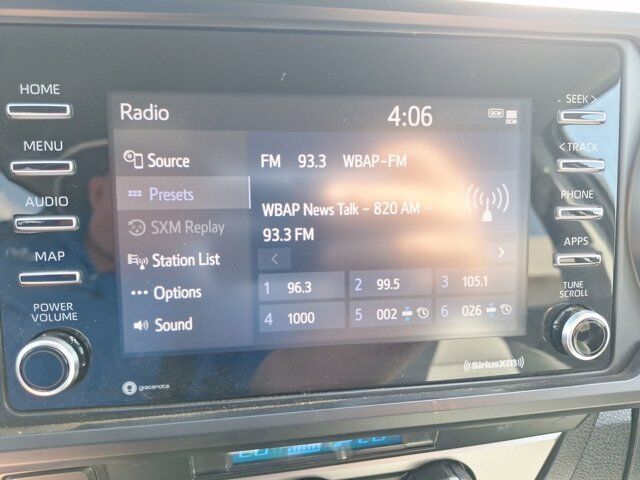 HOME
MENU
AUDIO
MAP
POWER
VOLUME
gracenote
Radio
4:06
DCM
DCM
Source
Presets
SXM Replay
Station List
Options
Sound
FM 93.3 WBAP-FM
WBAP News Talk - 820 AM -
93.3 FM
< >
1 96.3
2 99.5
3 105.1
4 1000
5 002
6 026
SEEK >
< TRACK
PHONE
APPS
TUNE
SCROLL
((SiriusXM))